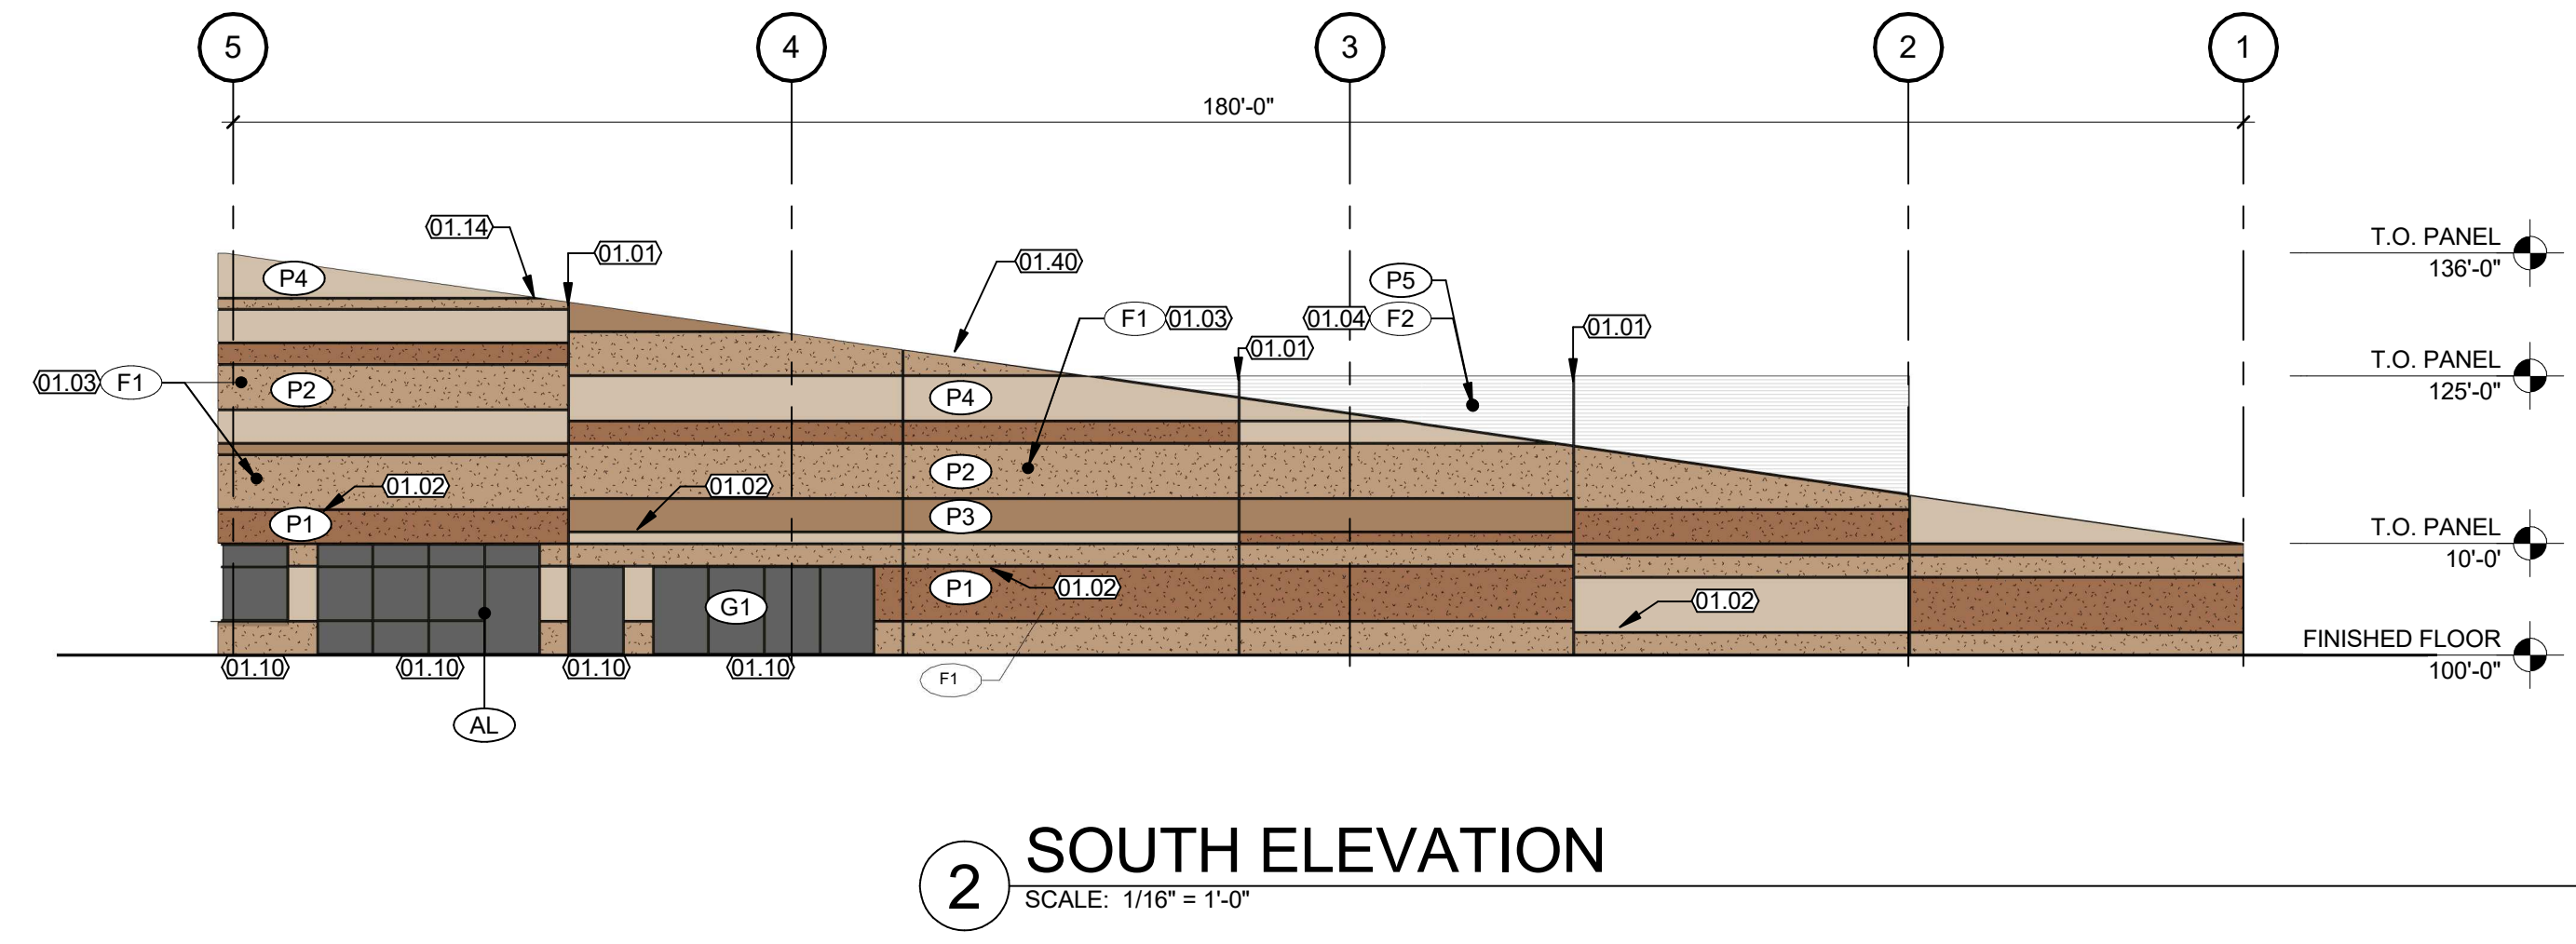 5 4 3 2 1
180'-0"
01.14
01.01
T.O. PANEL
136'-0"
01.40
P4
P5
F1 01.03
01.04 F2
01.01
01.01
T.O. PANEL
125'-0"
01.03 F1
P2
P4
P2
01.02
01.02
P1
P3
T.O. PANEL
10'-0'
P1
01.02
G1
01.02
FINISHED FLOOR
100'-0"
01.10 01.10 01.10 01.10
F1
AL
2
SOUTH ELEVATION
SCALE: 1/16" = 1'-0"